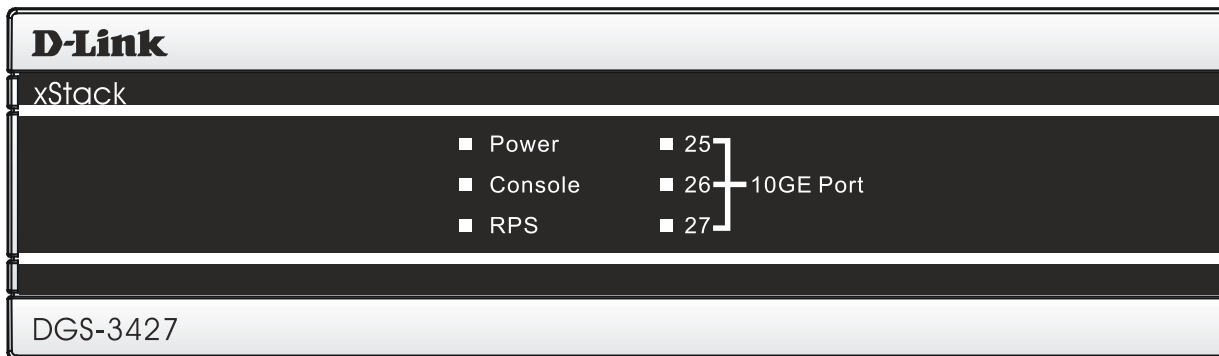 D-Link
xStack
Power 25
Console 26 10GE Port
RPS 27
DGS-3427